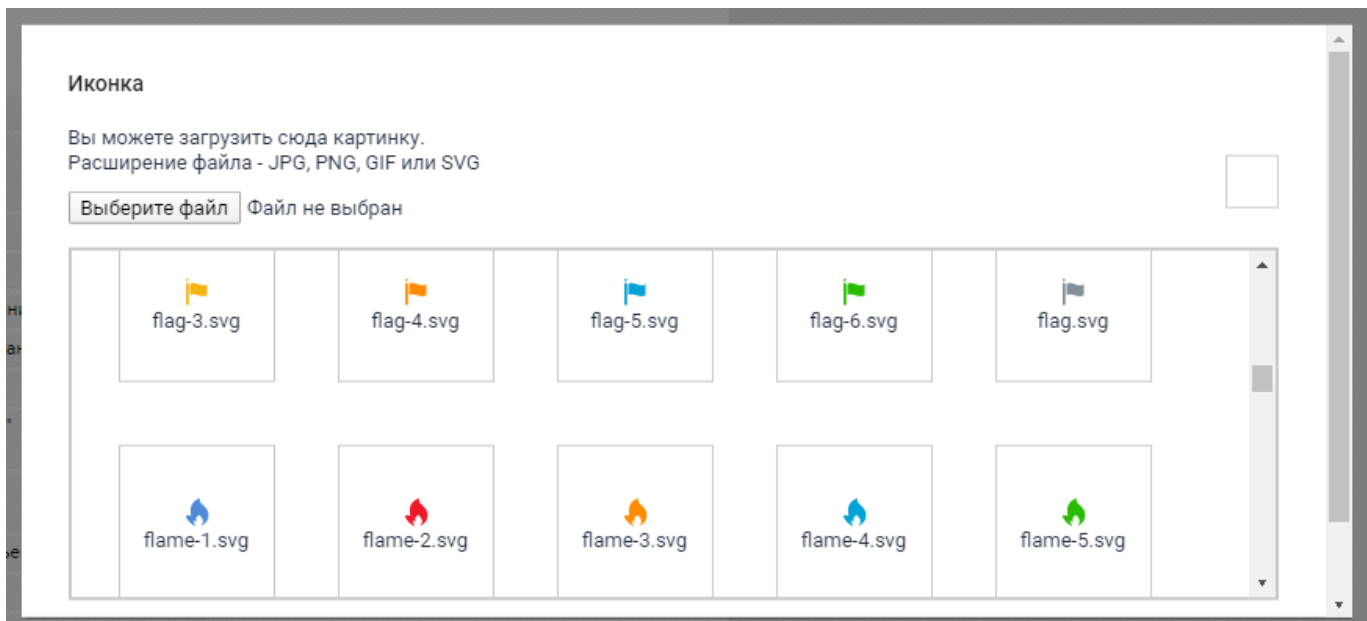 Иконка
Вы можете загрузить сюда картинку.
Расширение файла - JPG, PNG, GIF или SVG
Выберите файл Файл не выбран
flag-3.svg flag-4.svg flag-5.svg flag-6.svg flag.svg
flame-1.svg flame-2.svg flame-3.svg flame-4.svg flame-5.svg